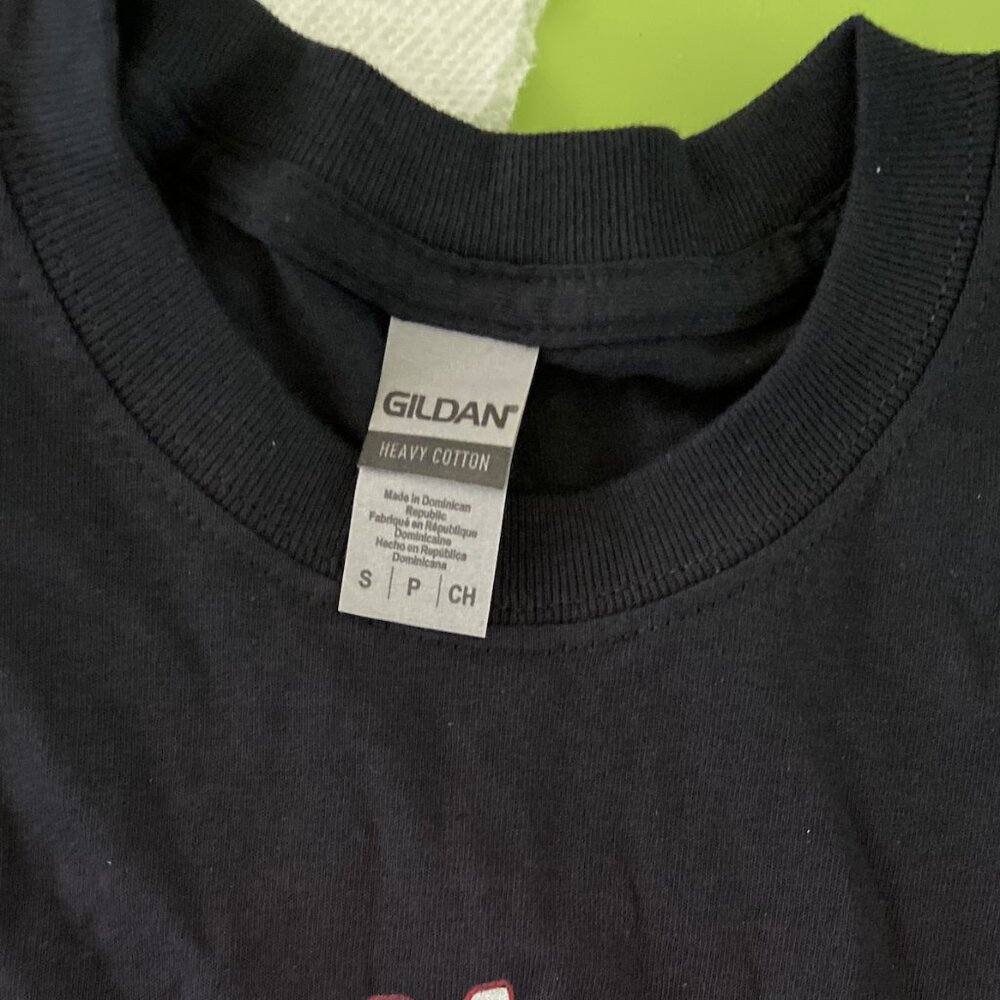 GILDAN®
HEAVY COTTON
Made in Dominican
Republic
Fabriqué en République
Dominicaine
Hecho en República
Dominicana
S | P | CH